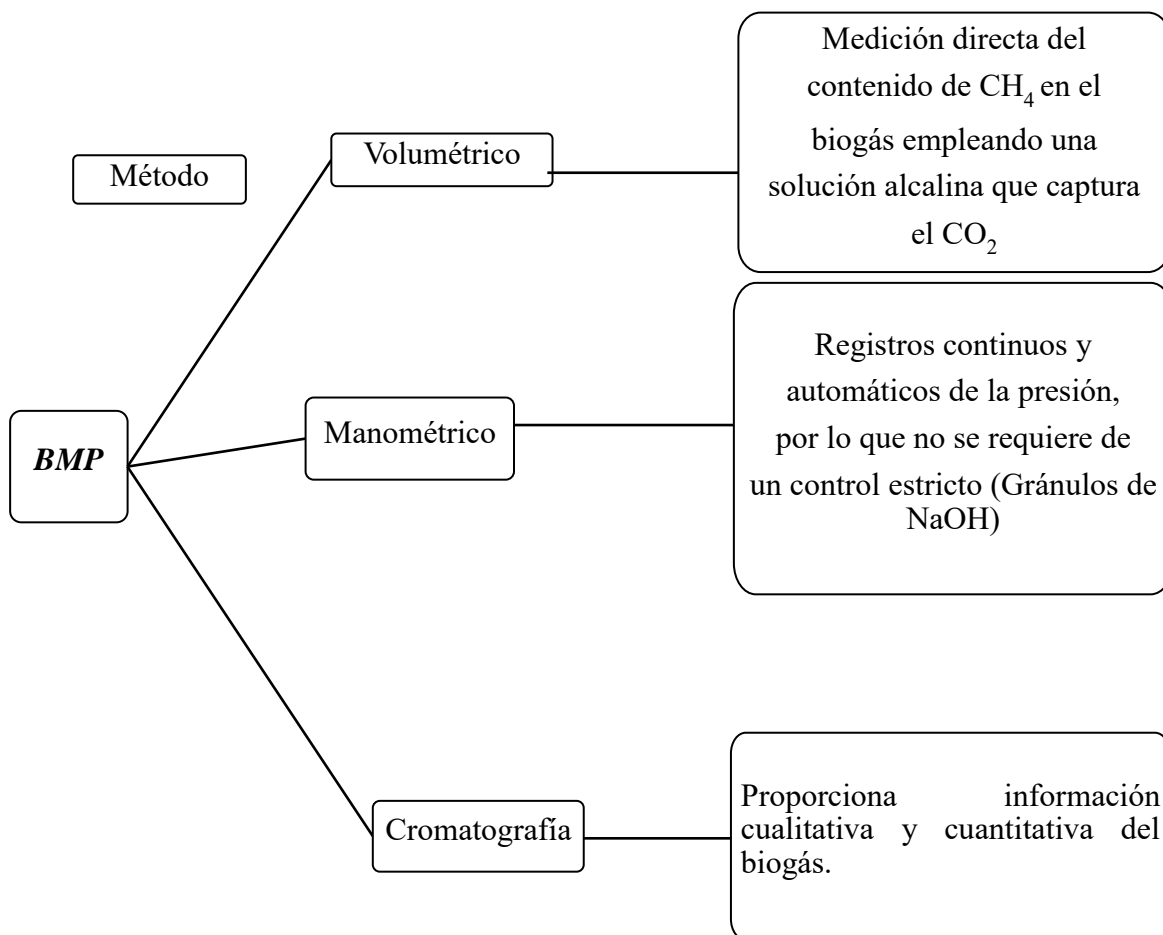 Método
BMP
Volumétrico
Medición directa del
contenido de CH₄ en el
biogás empleando una
solución alcalina que captura
el CO₂
Manométrico
Registros continuos y
automáticos de la presión,
por lo que no se requiere de
un control estricto (Gránulos de
NaOH)
Cromatografía
Proporciona información
cualitativa y cuantitativa del
biogás.